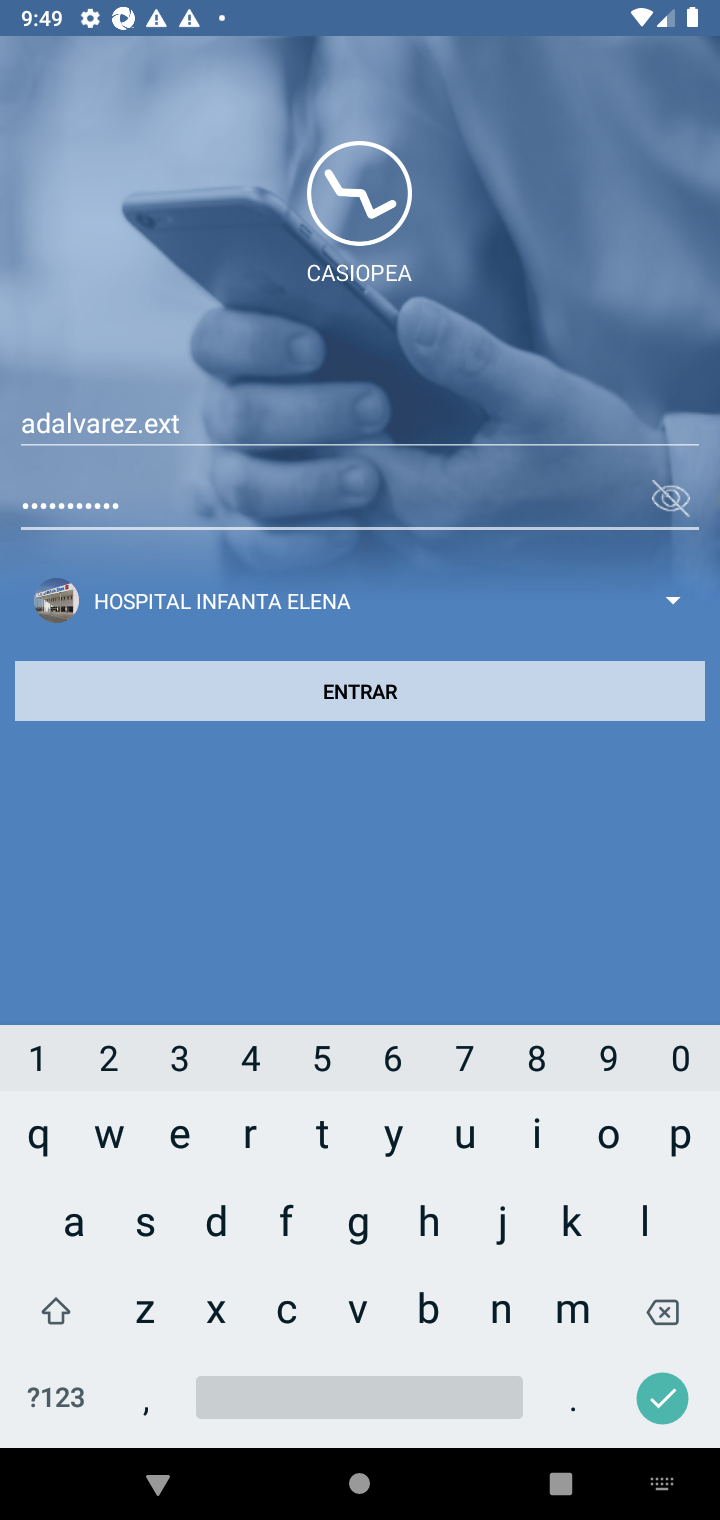 9:49
CASIOPEA
adalvarez.ext
•••••••••••
HOSPITAL INFANTA ELENA
ENTRAR
1 2 3 4 5 6 7 8 9 0
q w e r t y u i o p
a s d f g h j k l
z x c v b n m
?123 , .